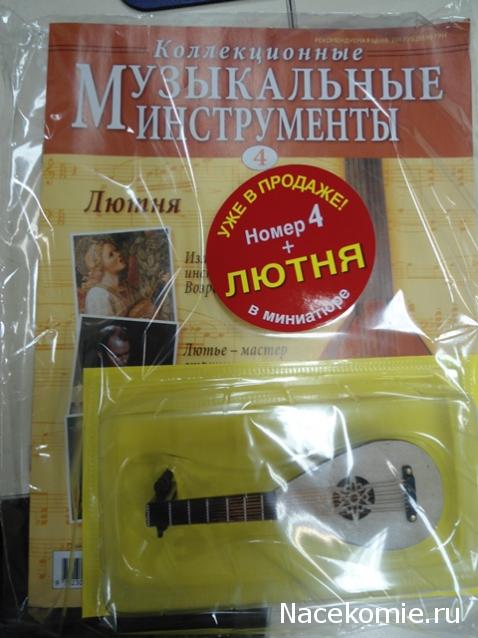 Коллекционные
МУЗЫКАЛЬНЫЕ
ИНСТРУМЕНТЫ
4
Лютня
УЖЕ В ПРОДАЖЕ!
Номер 4
+
ЛЮТНЯ
в миниатюре
Лютье – мастер
Nacekomie.ru